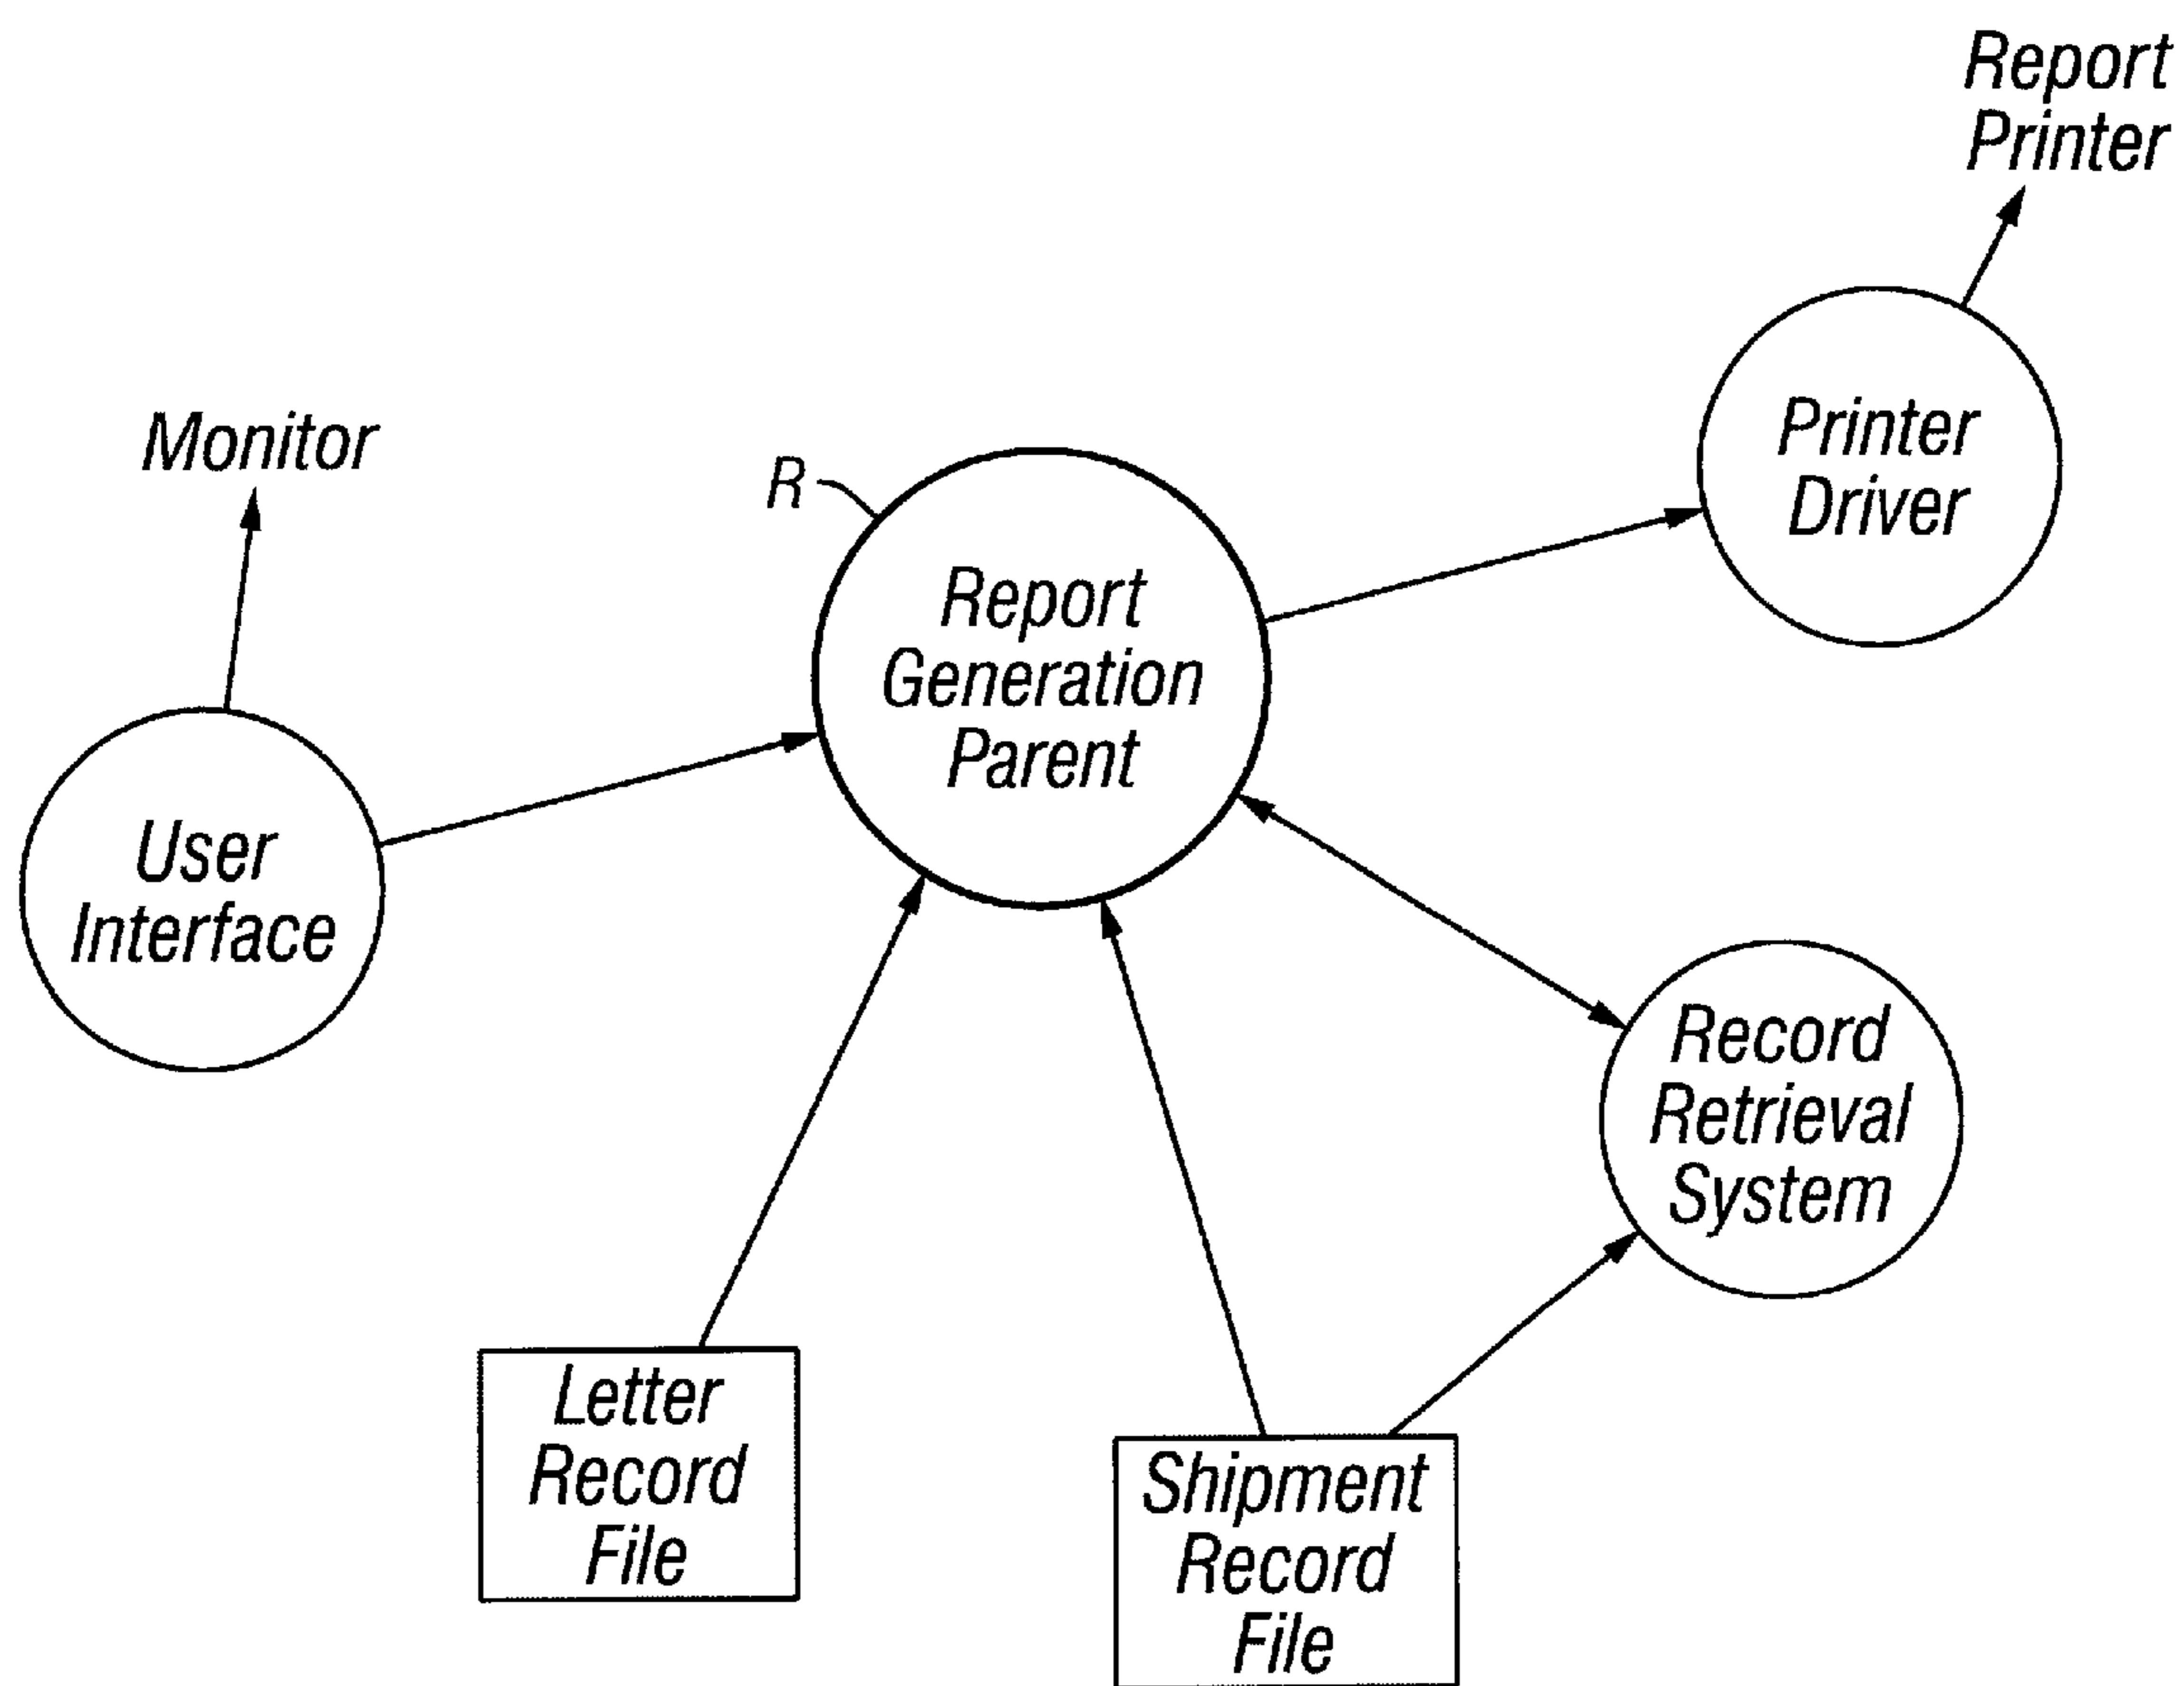 Report
Printer
Printer
Driver
Monitor
R
Report
Generation
Parent
User
Interface
Record
Retrieval
System
Letter
Record
File
Shipment
Record
File